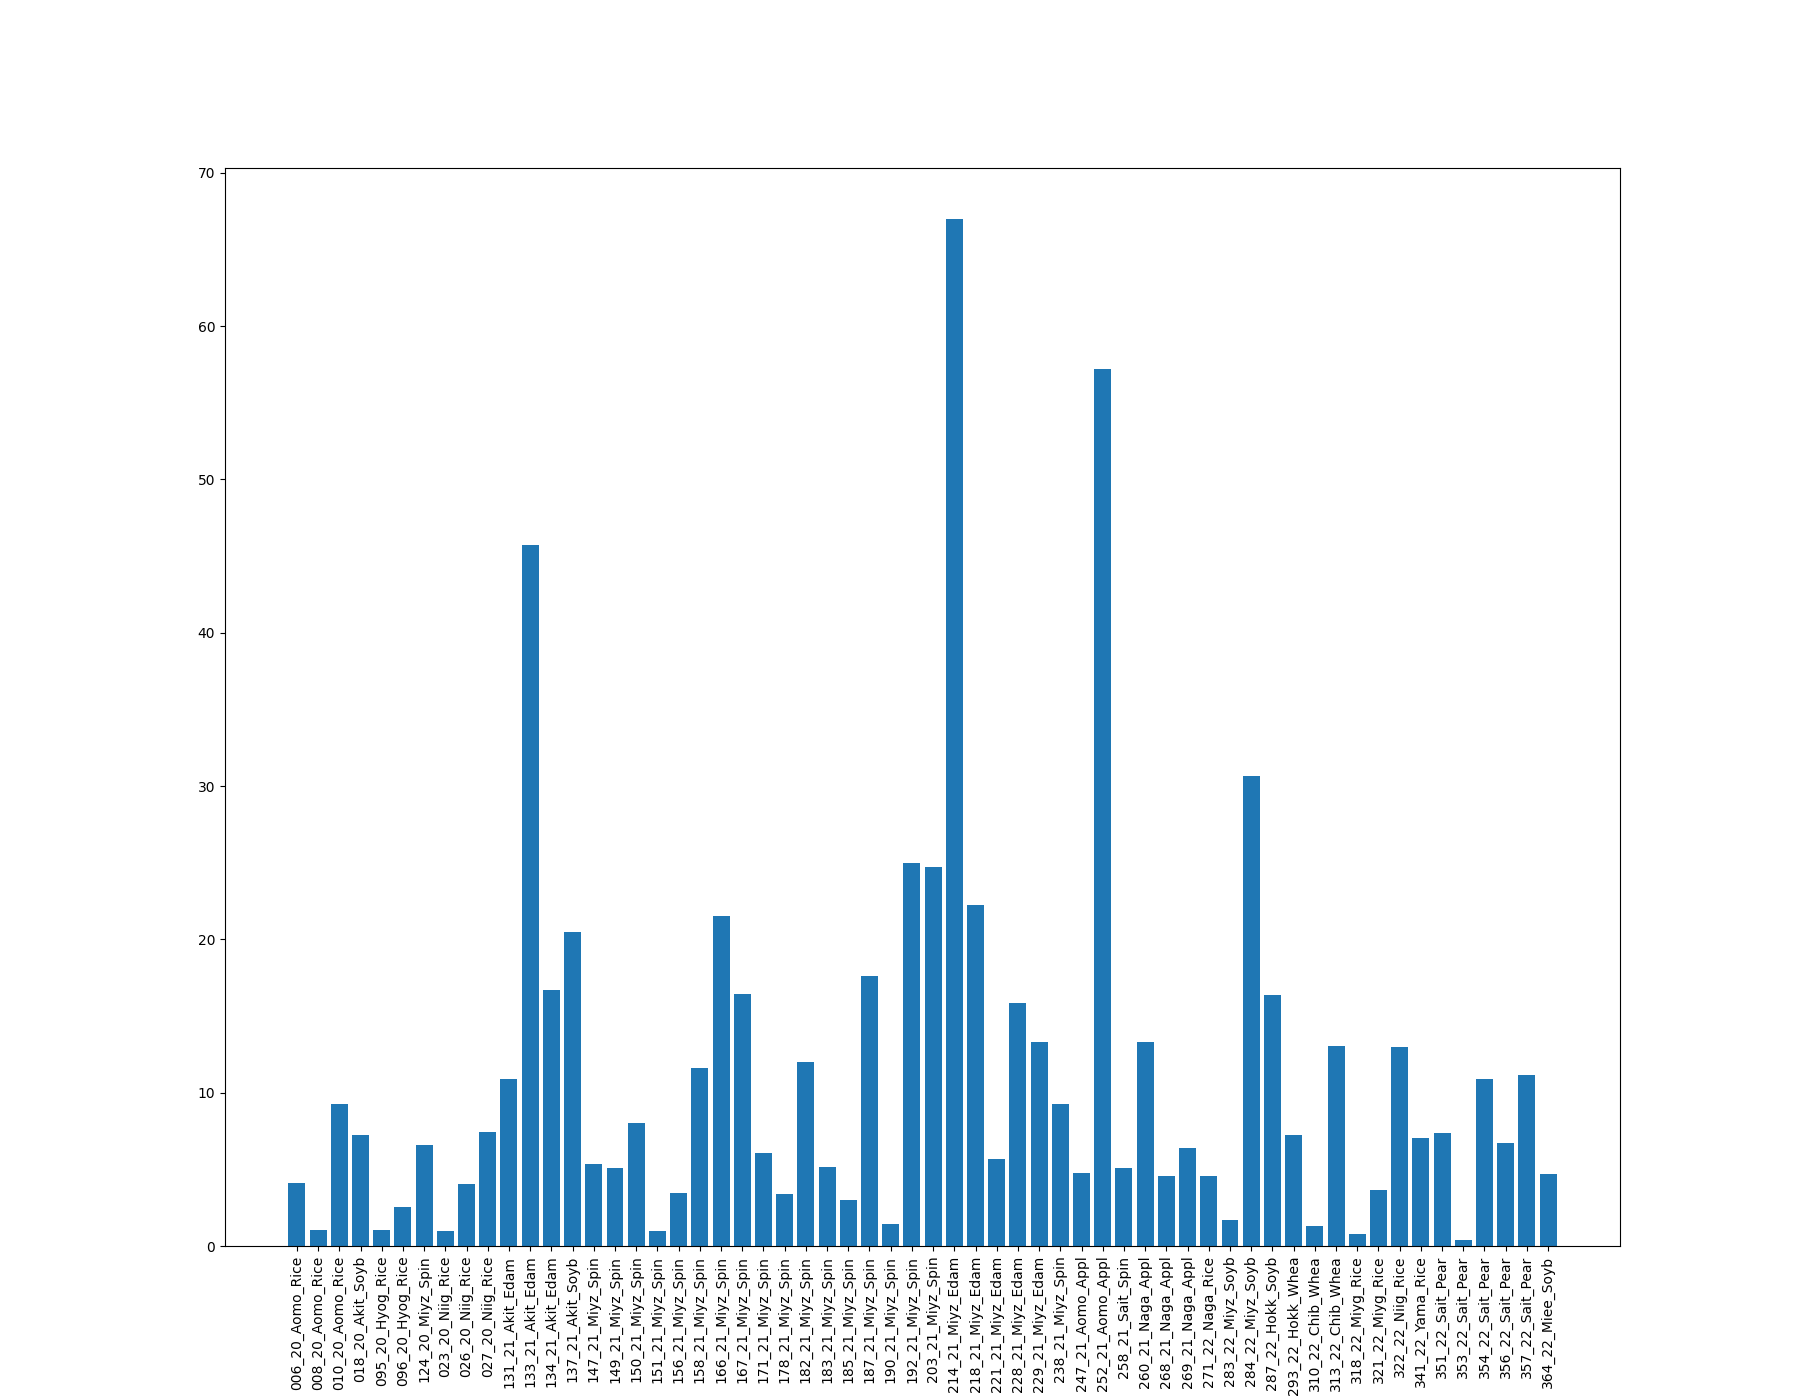 70
60
50
40
30
20
10
0
006_20_Aomo_Rice
008_20_Aomo_Rice
010_20_Aomo_Rice
018_20_Akit_Soyb
095_20_Hyog_Rice
096_20_Hyog_Rice
124_20_Miyz_Spin
023_20_Niig_Rice
026_20_Niig_Rice
027_20_Niig_Rice
131_21_Akit_Edam
133_21_Akit_Edam
134_21_Akit_Edam
137_21_Akit_Soyb
147_21_Miyz_Spin
149_21_Miyz_Spin
150_21_Miyz_Spin
151_21_Miyz_Spin
156_21_Miyz_Spin
158_21_Miyz_Spin
166_21_Miyz_Spin
167_21_Miyz_Spin
171_21_Miyz_Spin
178_21_Miyz_Spin
182_21_Miyz_Spin
183_21_Miyz_Spin
185_21_Miyz_Spin
187_21_Miyz_Spin
190_21_Miyz_Spin
192_21_Miyz_Spin
203_21_Miyz_Spin
214_21_Miyz_Edam
218_21_Miyz_Edam
221_21_Miyz_Edam
228_21_Miyz_Edam
229_21_Miyz_Edam
238_21_Miyz_Spin
247_21_Aomo_Appl
252_21_Aomo_Appl
258_21_Sait_Spin
260_21_Naga_Appl
268_21_Naga_Appl
269_21_Naga_Appl
271_22_Naga_Rice
283_22_Miyz_Soyb
284_22_Miyz_Soyb
287_22_Hokk_Soyb
293_22_Hokk_Whea
310_22_Chib_Whea
313_22_Chib_Whea
318_22_Miyg_Rice
321_22_Miyg_Rice
322_22_Niig_Rice
341_22_Yama_Rice
351_22_Sait_Pear
353_22_Sait_Pear
354_22_Sait_Pear
356_22_Sait_Pear
357_22_Sait_Pear
364_22_Miee_Soyb